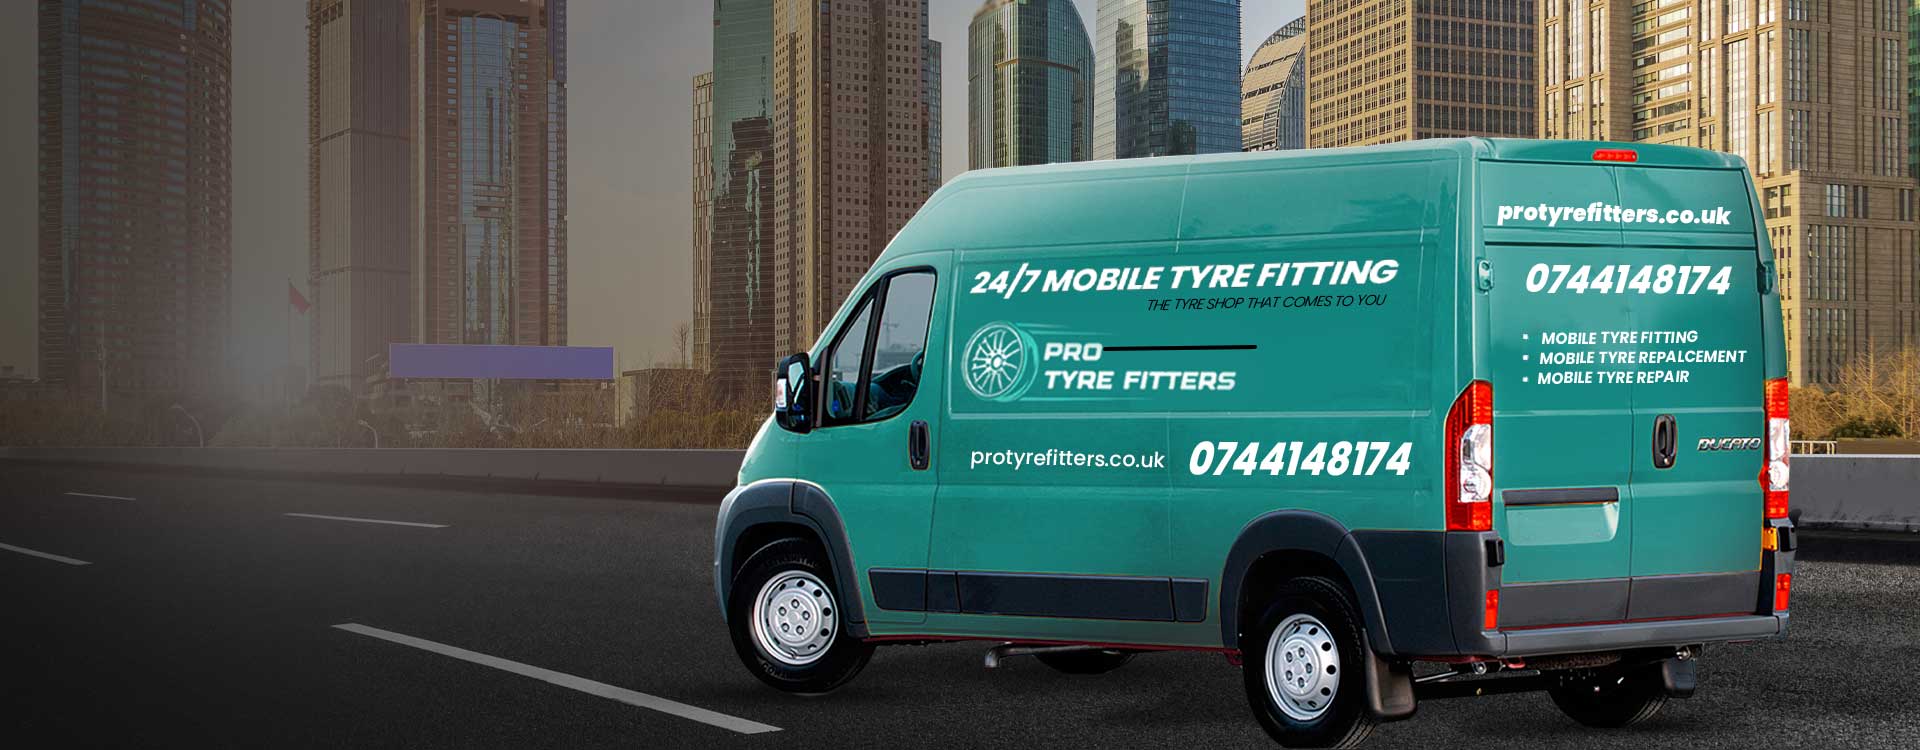 24/7 MOBILE TYRE FITTING
THE TYRE SHOP THAT COMES TO YOU
PRO
TYRE FITTERS
protyrefitters.co.uk
0744148174
protyrefitters.co.uk
0744148174
• MOBILE TYRE FITTING
• MOBILE TYRE REPALCEMENT
• MOBILE TYRE REPAIR
DUCATO